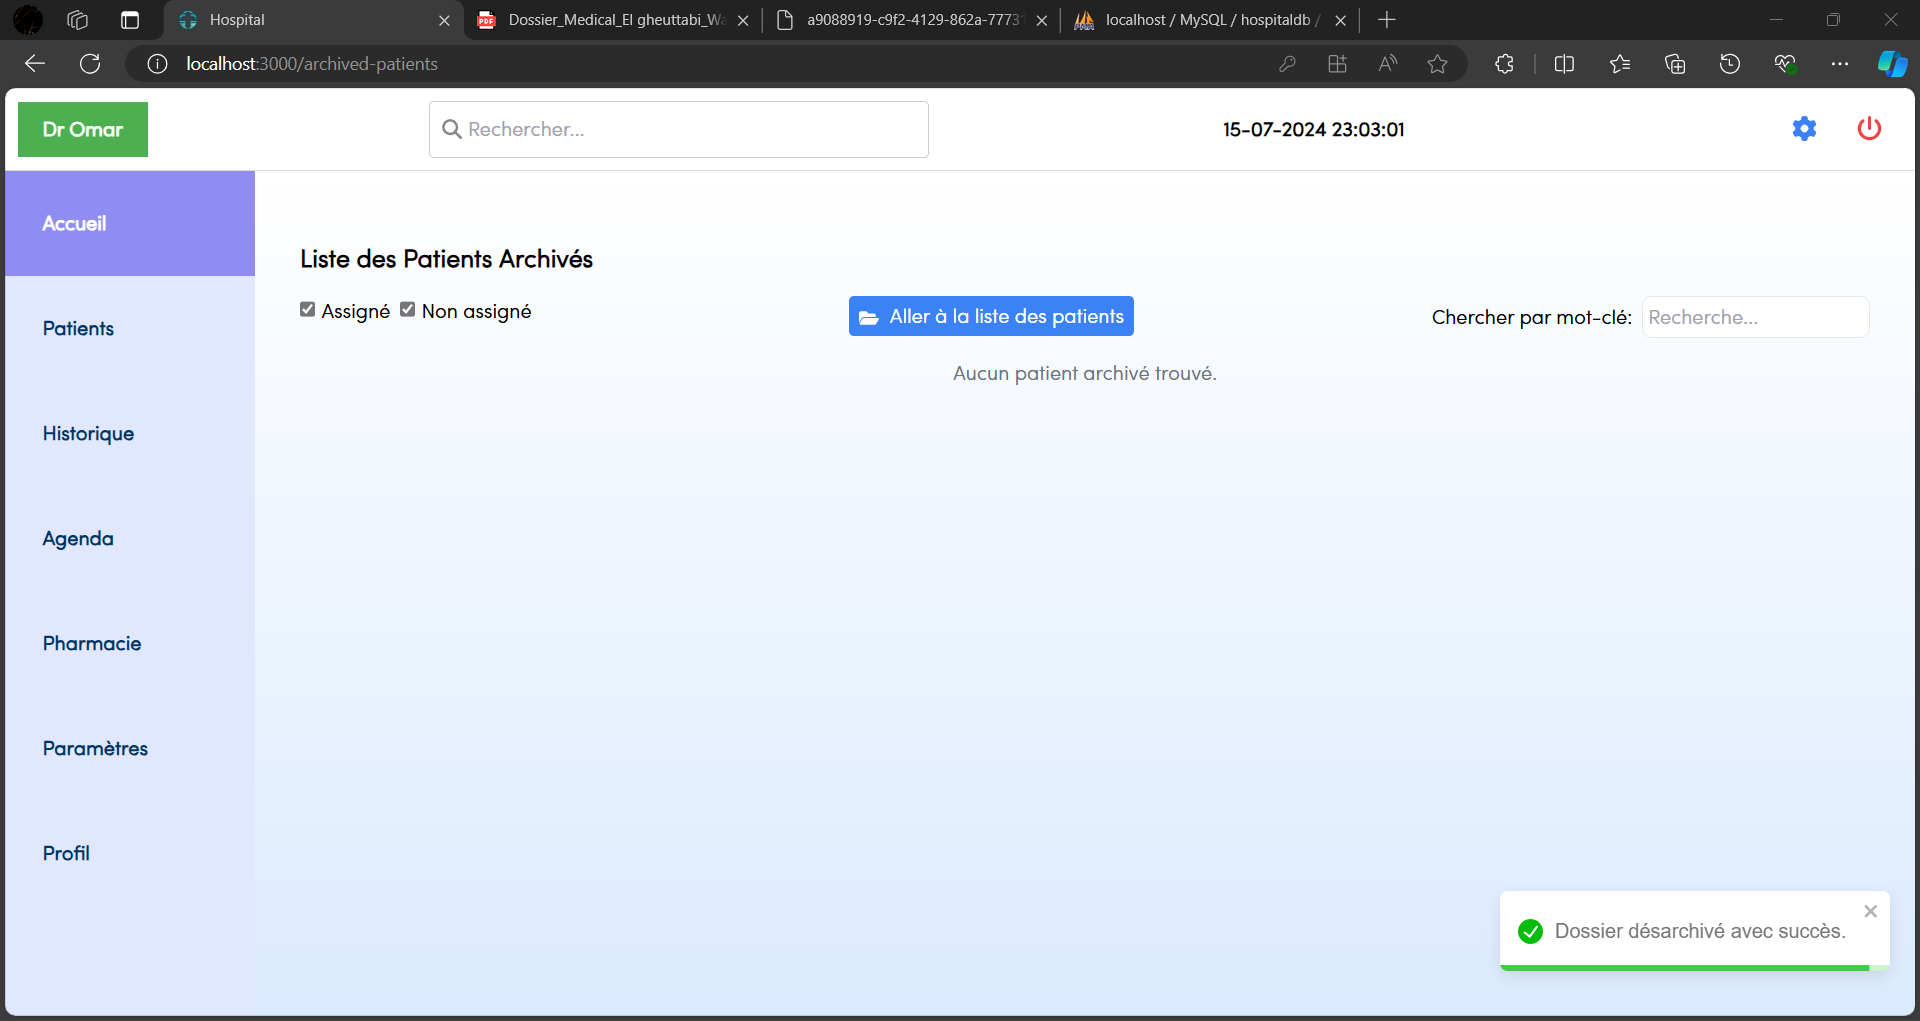 Hospital
Dossier_Medical_El gheuttabi_Wa
a9088919-c9f2-4129-862a-7773
localhost / MySQL / hospitaldb /
localhost:3000/archived-patients
Dr Omar
Rechercher...
15-07-2024 23:03:01
Accueil
Patients
Historique
Agenda
Pharmacie
Paramètres
Profil
Liste des Patients Archivés
Assigné
Non assigné
Aller à la liste des patients
Chercher par mot-clé:
Recherche...
Aucun patient archivé trouvé.
Dossier désarchivé avec succès.